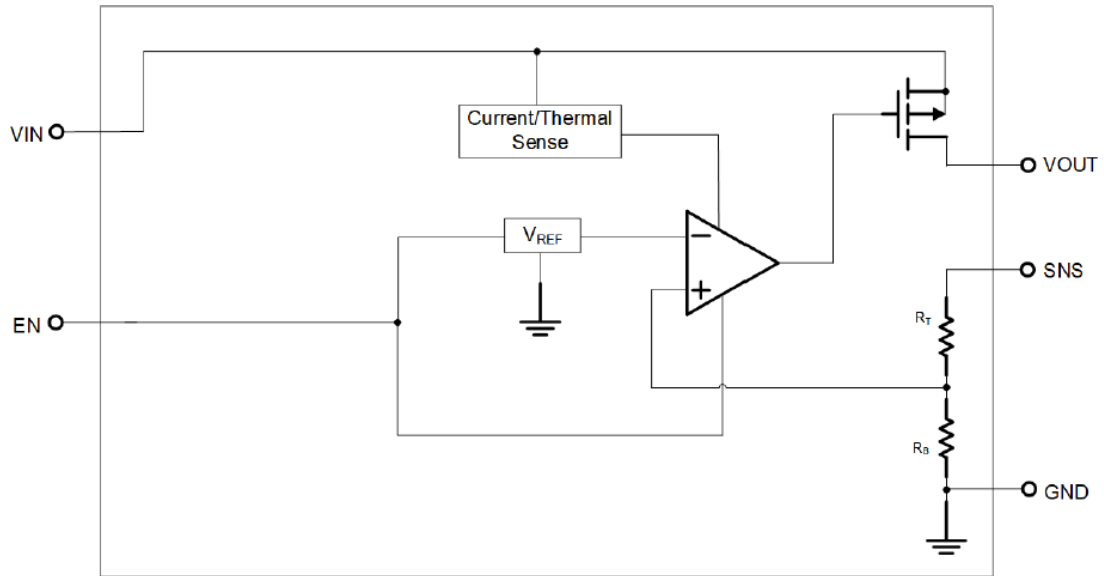 VIN
Current/Thermal
Sense
VOUT
VREF
−
SNS
+
EN
RT
RB
GND